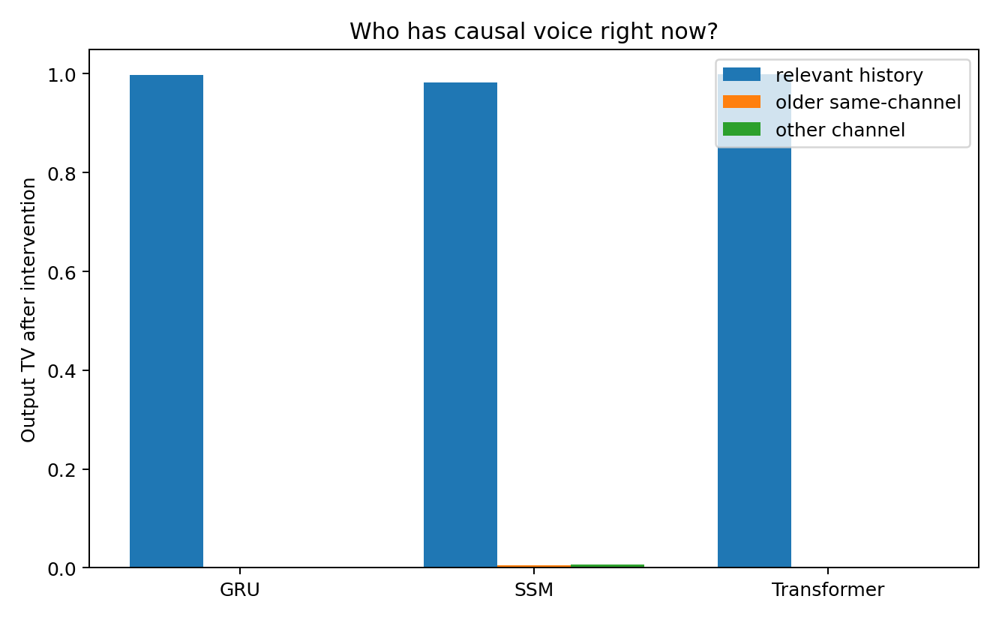 Who has causal voice right now?
Output TV after intervention
1.0
0.8
0.6
0.4
0.2
0.0
relevant history
older same-channel
other channel
GRU
SSM
Transformer